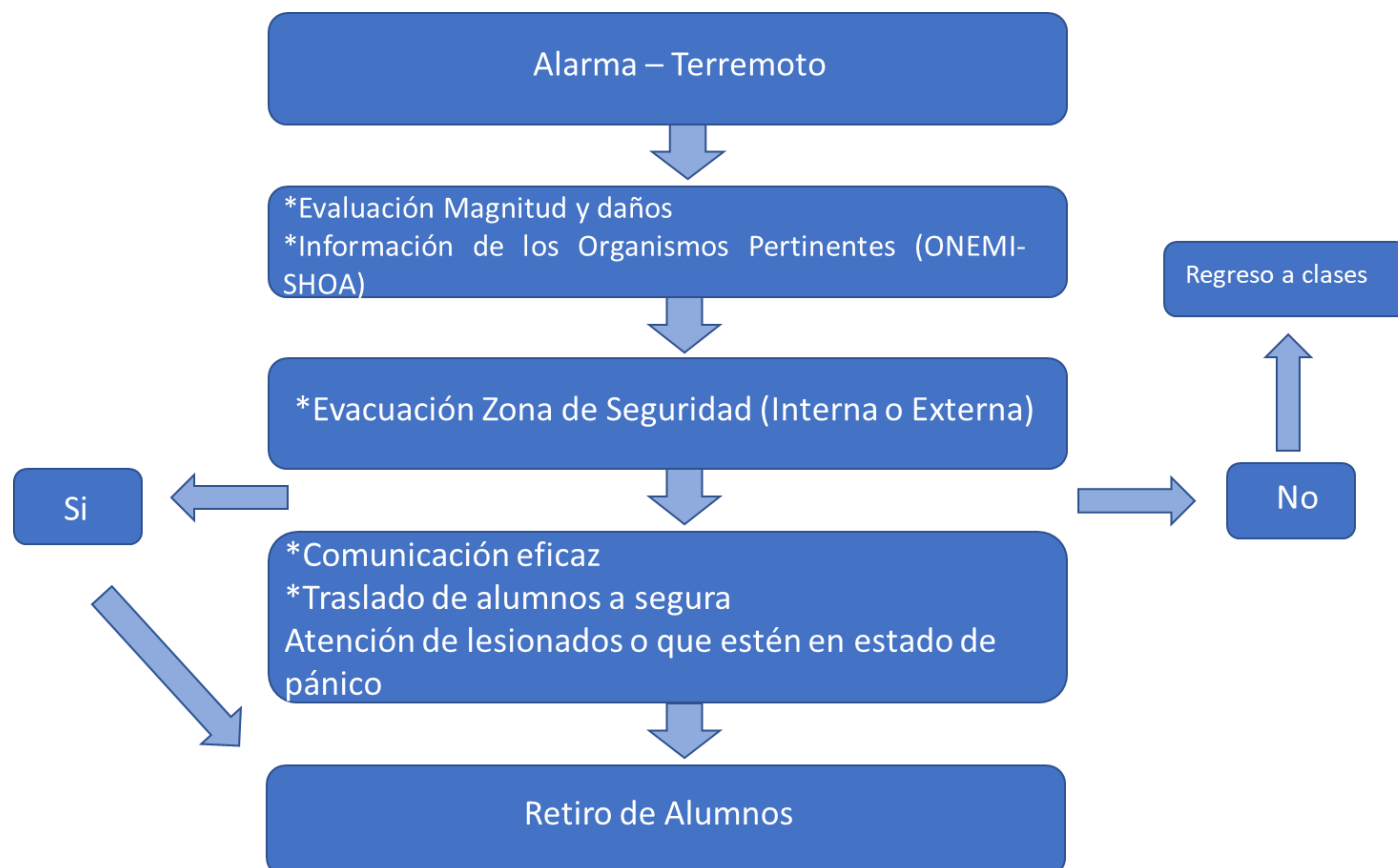 Alarma – Terremoto
*Evaluación Magnitud y daños
*Información de los Organismos Pertinentes (ONEMI-
SHOA)
Regreso a clases
*Evacuación Zona de Seguridad (Interna o Externa)
Si
No
*Comunicación eficaz
*Traslado de alumnos a segura
Atención de lesionados o que estén en estado de
pánico
Retiro de Alumnos